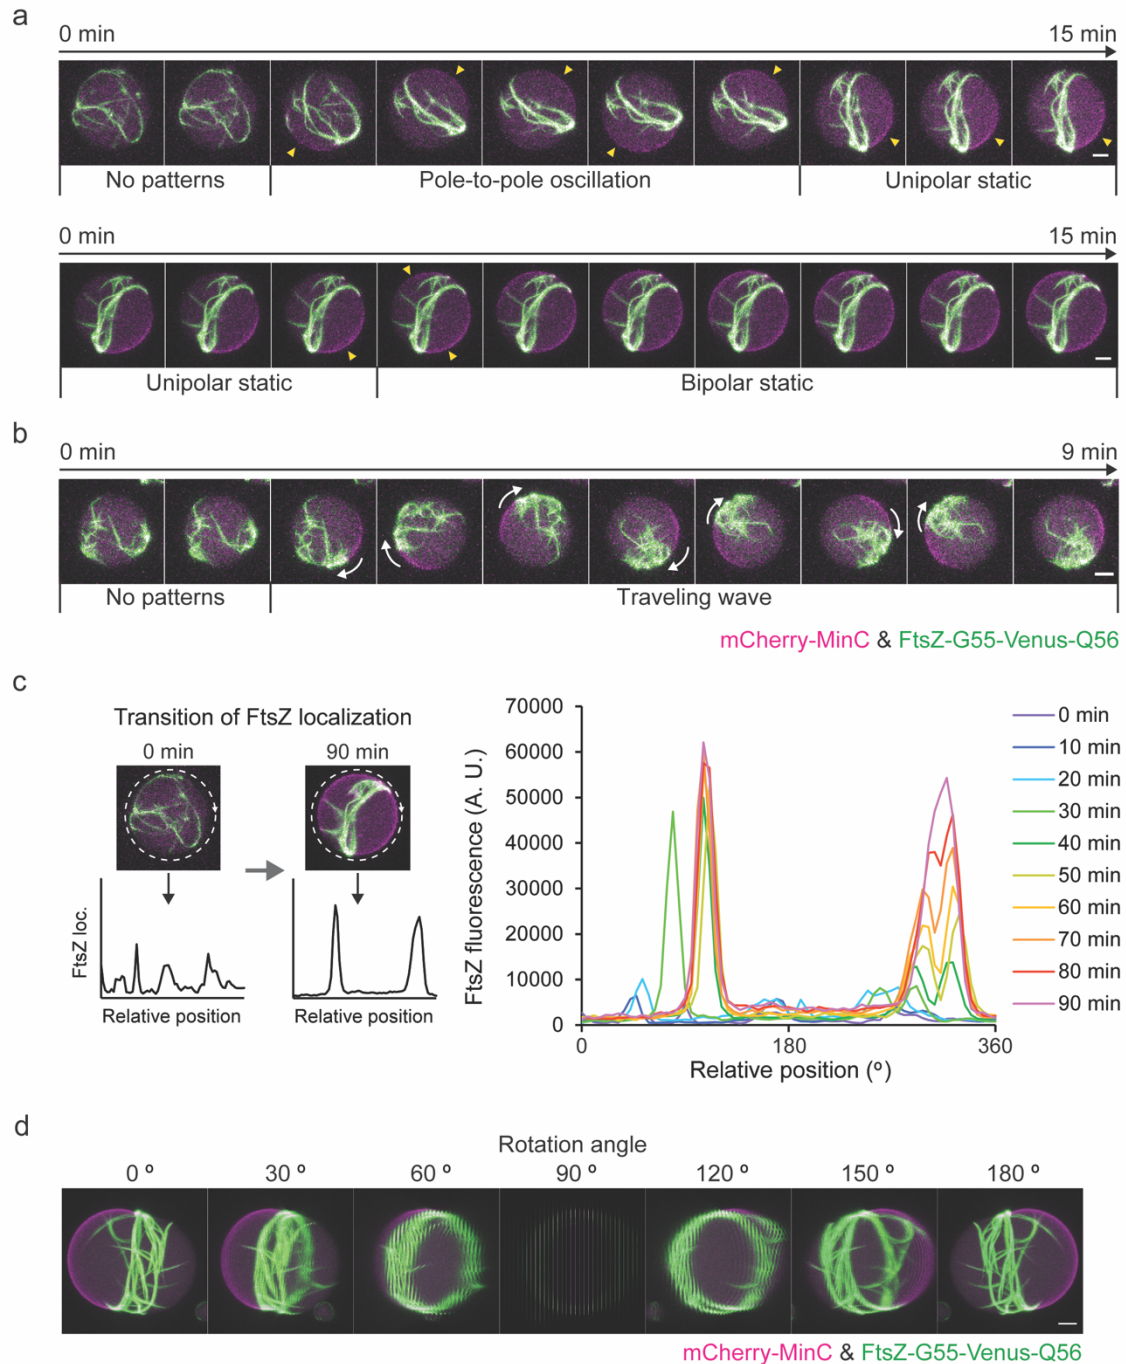 a
0 min 15 min
No patterns Pole-to-pole oscillation Unipolar static
0 min 15 min
Unipolar static Bipolar static
b
0 min 9 min
No patterns Traveling wave
mCherry-MinC & FtsZ-G55-Venus-Q56
c
Transition of FtsZ localization
0 min 90 min
FtsZ loc.
Relative position Relative position
FtsZ fluorescence (A. U.)
70000
60000
50000
40000
30000
20000
10000
0
0 180 360
Relative position (º)
0 min
10 min
20 min
30 min
40 min
50 min
60 min
70 min
80 min
90 min
d
Rotation angle
0 º 30 º 60 º 90 º 120 º 150 º 180 º
mCherry-MinC & FtsZ-G55-Venus-Q56